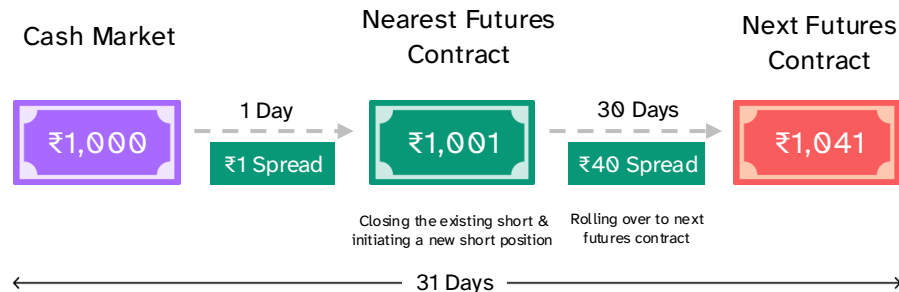 Cash Market
Nearest Futures
Contract
Next Futures
Contract
₹1,000
1 Day
₹1 Spread
₹1,001
30 Days
₹40 Spread
₹1,041
Closing the existing short &
initiating a new short position
Rolling over to next
futures contract
31 Days